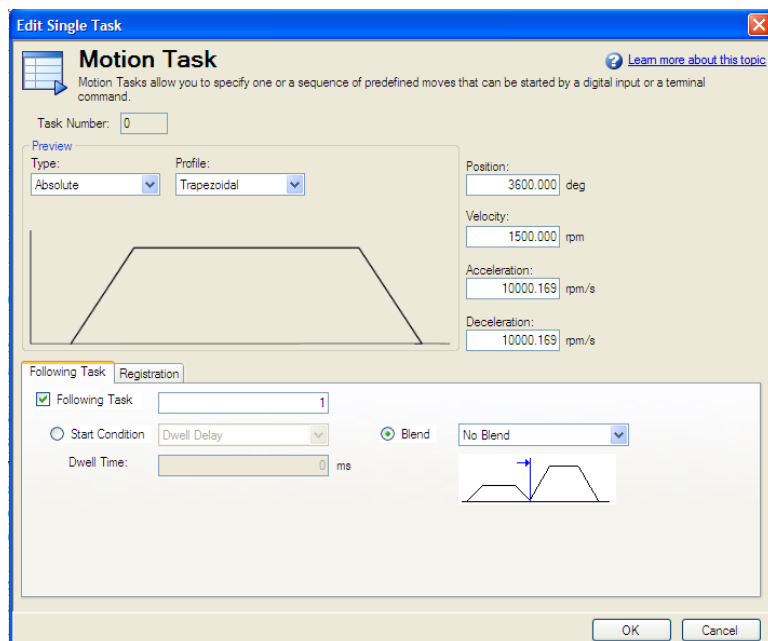 Edit Single Task
Motion Task
Learn more about this topic
Motion Tasks allow you to specify one or a sequence of predefined moves that can be started by a digital input or a terminal
command.
Task Number: 0
Preview
Type: Profile:
Absolute Trapezoidal
Position:
3600.000 deg
Velocity:
1500.000 rpm
Acceleration:
10000.169 rpm/s
Deceleration:
10000.169 rpm/s
Following Task Registration
Following Task 1
Start Condition Dwell Delay Blend No Blend
Dwell Time: 0 ms
OK Cancel